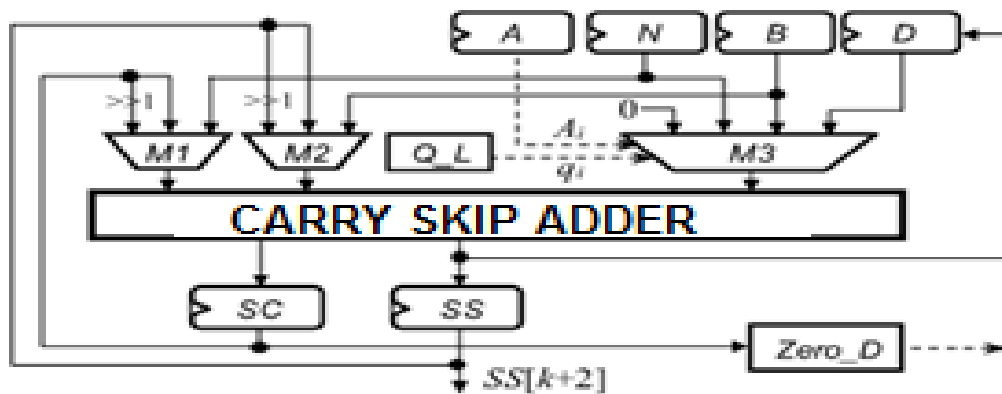 A N B D
>>1 >>1 0
M1 M2 Q_L A_i q_i M3
CARRY SKIP ADDER
SC SS
Zero_D
SS[k+2]